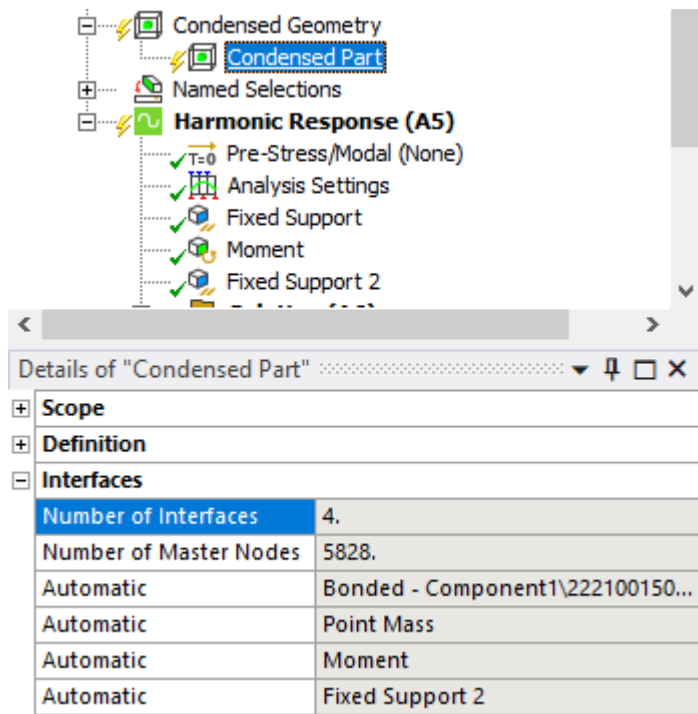 Condensed Geometry
Condensed Part
Named Selections
Harmonic Response (A5)
T=0 Pre-Stress/Modal (None)
Analysis Settings
Fixed Support
Moment
Fixed Support 2
Details of "Condensed Part"
Scope
Definition
Interfaces
Number of Interfaces 4.
Number of Master Nodes 5828.
Automatic Bonded - Component1\222100150...
Automatic Point Mass
Automatic Moment
Automatic Fixed Support 2